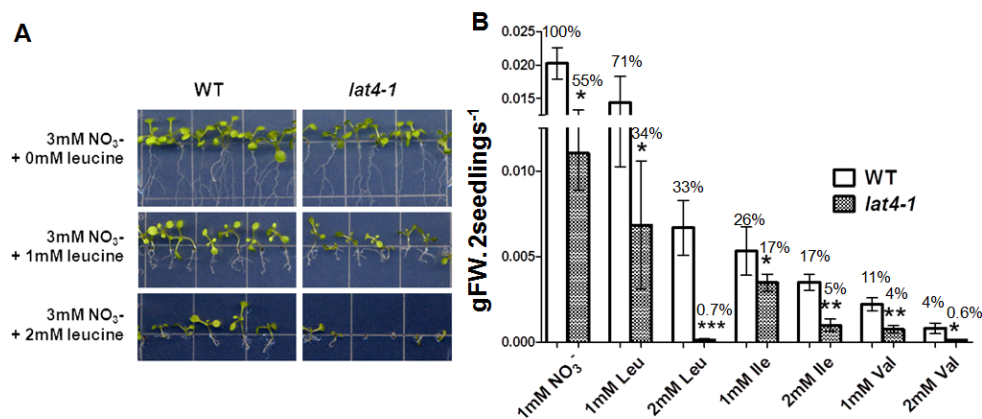 A
WT
lat4-1
3mM NO₃-
+ 0mM leucine
3mM NO₃-
+ 1mM leucine
3mM NO₃-
+ 2mM leucine
B
gFW. 2seedlings⁻¹
0.025
0.020
0.015
0.010
0.005
0.000
100%
55%
*
71%
34%
*
33%
0.7%
***
26%
17%
*
17%
5%
**
11%
4%
**
4%
0.6%
*
WT
lat4-1
1mM NO₃⁻
1mM Leu
2mM Leu
1mM Ile
2mM Ile
1mM Val
2mM Val